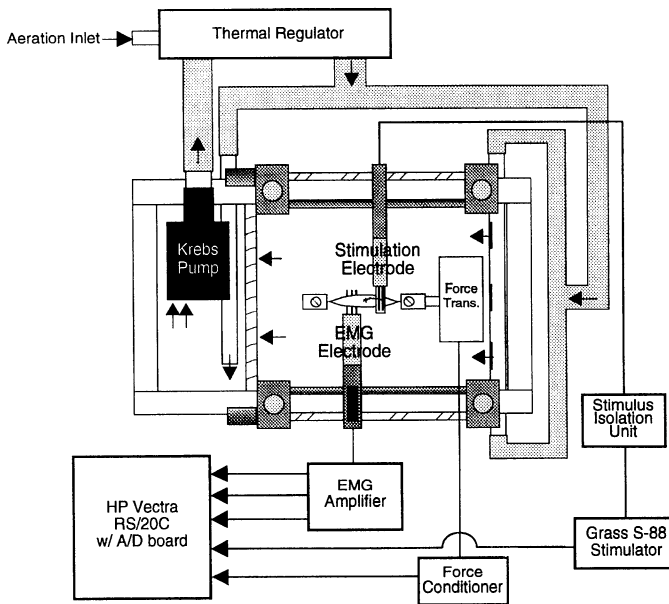 Thermal Regulator
Aeration Inlet
Krebs
Pump
Stimulation
Electrode
Force
Trans.
EMG
Electrode
Stimulus
Isolation
Unit
EMG
Amplifier
HP Vectra
RS/20C
w/ A/D board
Grass S-88
Stimulator
Force
Conditioner